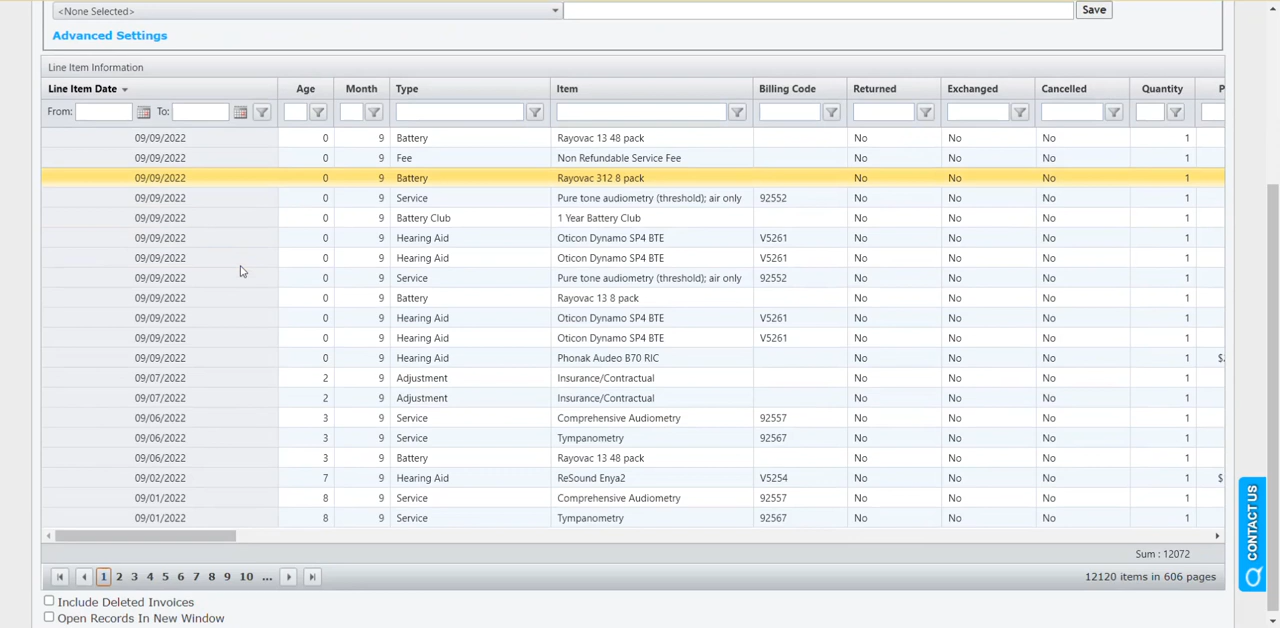 <None Selected> Save
Advanced Settings
Line Item Information
Line Item Date Age Month Type Item Billing Code Returned Exchanged Cancelled Quantity P
From: To:
09/09/2022 0 9 Battery Rayovac 13 48 pack No No No 1
09/09/2022 0 9 Fee Non Refundable Service Fee No No No 1
09/09/2022 0 9 Battery Rayovac 312 8 pack No No No 1
09/09/2022 0 9 Service Pure tone audiometry (threshold); air only 92552 No No No 1
09/09/2022 0 9 Battery Club 1 Year Battery Club No No No 1
09/09/2022 0 9 Hearing Aid Oticon Dynamo SP4 BTE V5261 No No No 1
09/09/2022 0 9 Hearing Aid Oticon Dynamo SP4 BTE V5261 No No No 1
09/09/2022 0 9 Service Pure tone audiometry (threshold); air only 92552 No No No 1
09/09/2022 0 9 Battery Rayovac 13 8 pack No No No 1
09/09/2022 0 9 Hearing Aid Oticon Dynamo SP4 BTE V5261 No No No 1
09/09/2022 0 9 Hearing Aid Oticon Dynamo SP4 BTE V5261 No No No 1
09/09/2022 0 9 Hearing Aid Phonak Audeo B70 RIC No No No 1 $
09/07/2022 2 9 Adjustment Insurance/Contractual No No No 1
09/07/2022 2 9 Adjustment Insurance/Contractual No No No 1
09/06/2022 3 9 Service Comprehensive Audiometry 92557 No No No 1
09/06/2022 3 9 Service Tympanometry 92567 No No No 1
09/06/2022 3 9 Battery Rayovac 13 48 pack No No No 1
09/02/2022 7 9 Hearing Aid ReSound Enya2 V5254 No No No 1 $
09/01/2022 8 9 Service Comprehensive Audiometry 92557 No No No 1
09/01/2022 8 9 Service Tympanometry 92567 No No No 1
Sum : 12072
1 2 3 4 5 6 7 8 9 10 ... 12120 items in 606 pages
Include Deleted Invoices
Open Records In New Window
CONTACT US